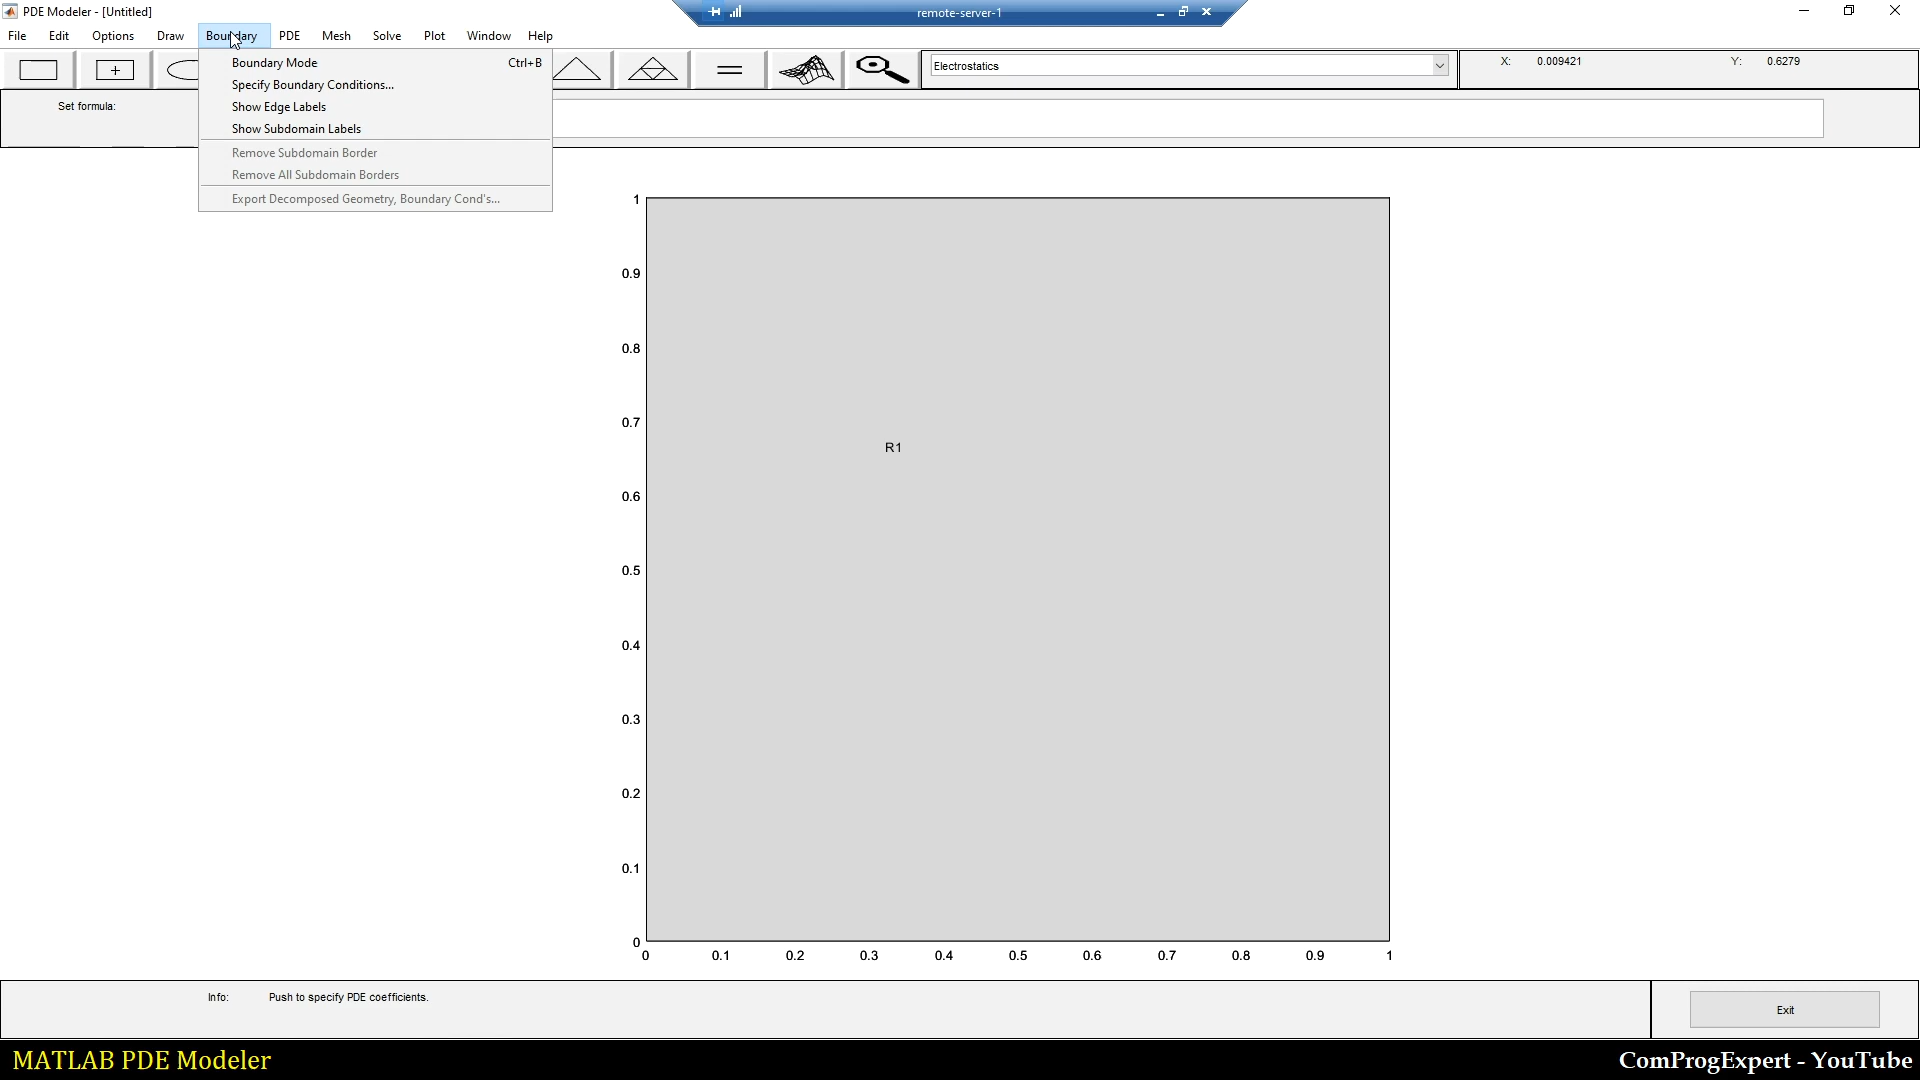 PDE Modeler - [Untitled]
remote-server-1
File Edit Options Draw Boundary PDE Mesh Solve Plot Window Help
Boundary Mode Ctrl+B
Specify Boundary Conditions...
Show Edge Labels
Show Subdomain Labels
Remove Subdomain Border
Remove All Subdomain Borders
Export Decomposed Geometry, Boundary Cond's...
Electrostatics
X: 0.009421 Y: 0.6279
Set formula:
1
0.9
0.8
0.7
R1
0.6
0.5
0.4
0.3
0.2
0.1
0
0 0.1 0.2 0.3 0.4 0.5 0.6 0.7 0.8 0.9 1
Info: Push to specify PDE coefficients.
Exit
MATLAB PDE Modeler
ComProgExpert - YouTube